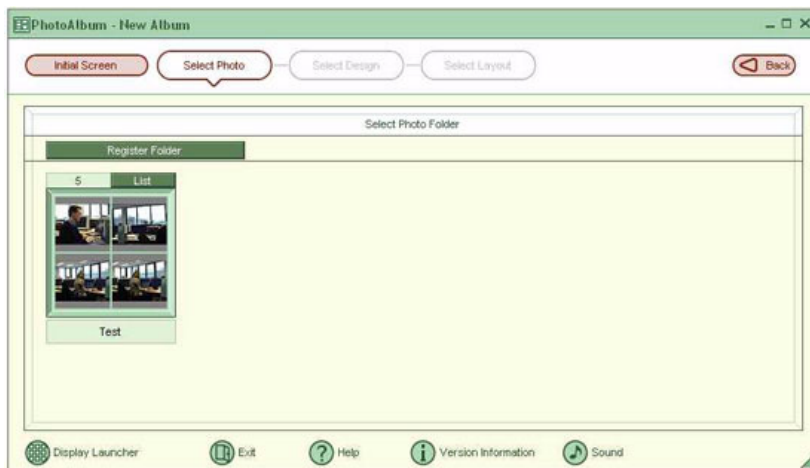 PhotoAlbum - New Album
Initial Screen
Select Photo
Select Design
Select Layout
Back
Select Photo Folder
Register Folder
5 List
Test
Display Launcher
Exit
Help
Version Information
Sound